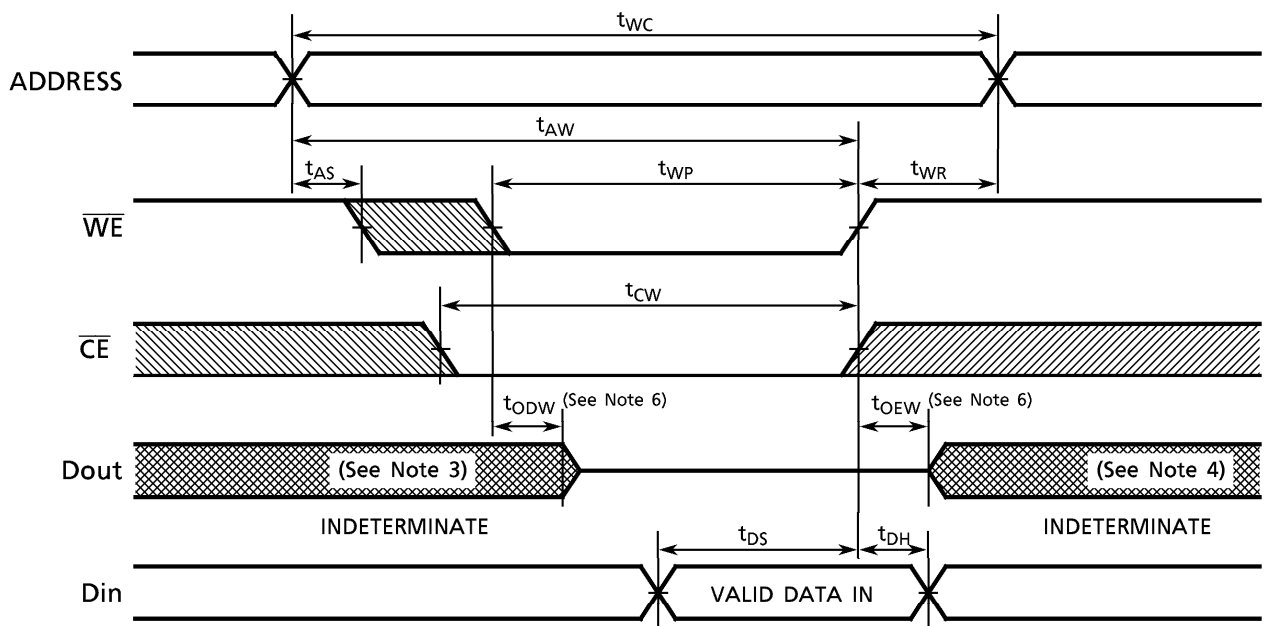 tWC
ADDRESS
tAW
tAS tWP tWR
WE
tCW
CE
tODW (See Note 6) tOEW (See Note 6)
Dout (See Note 3) (See Note 4)
INDETERMINATE INDETERMINATE
tDS tDH
Din VALID DATA IN